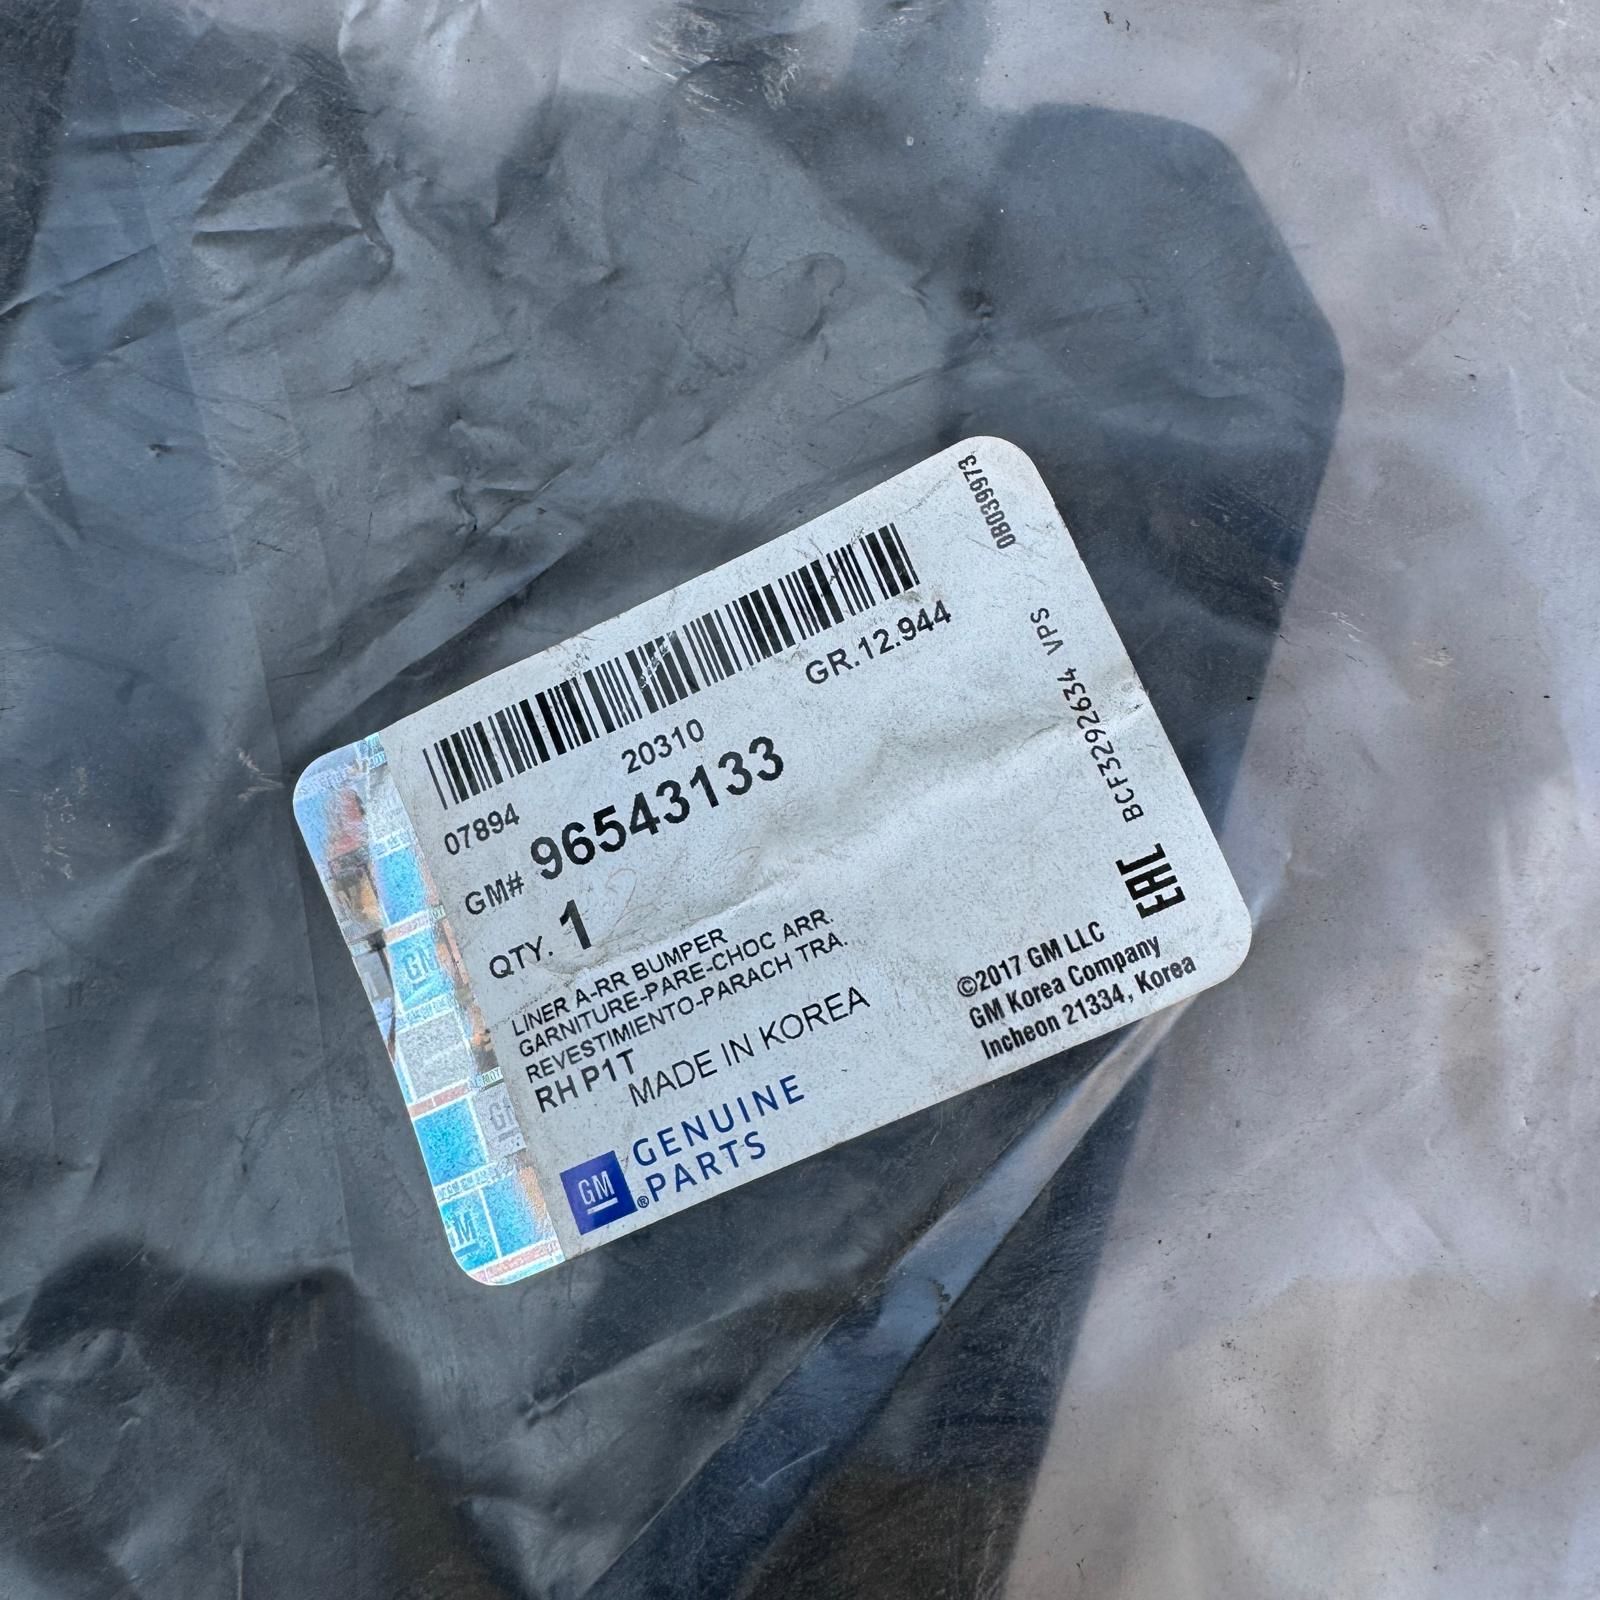 0B039973
GR.12.944
20310
07894
GM# 96543133
QTY. 1
LINER A-RR BUMPER
GARNITURE-PARE-CHOC ARR.
REVESTIMIENTO-PARACH TRA.
RH P1T
MADE IN KOREA
GM
GENUINE
®PARTS
BCF3292634 VPS
EAC
©2017 GM LLC
GM Korea Company
Incheon 21334, Korea
GM
GM